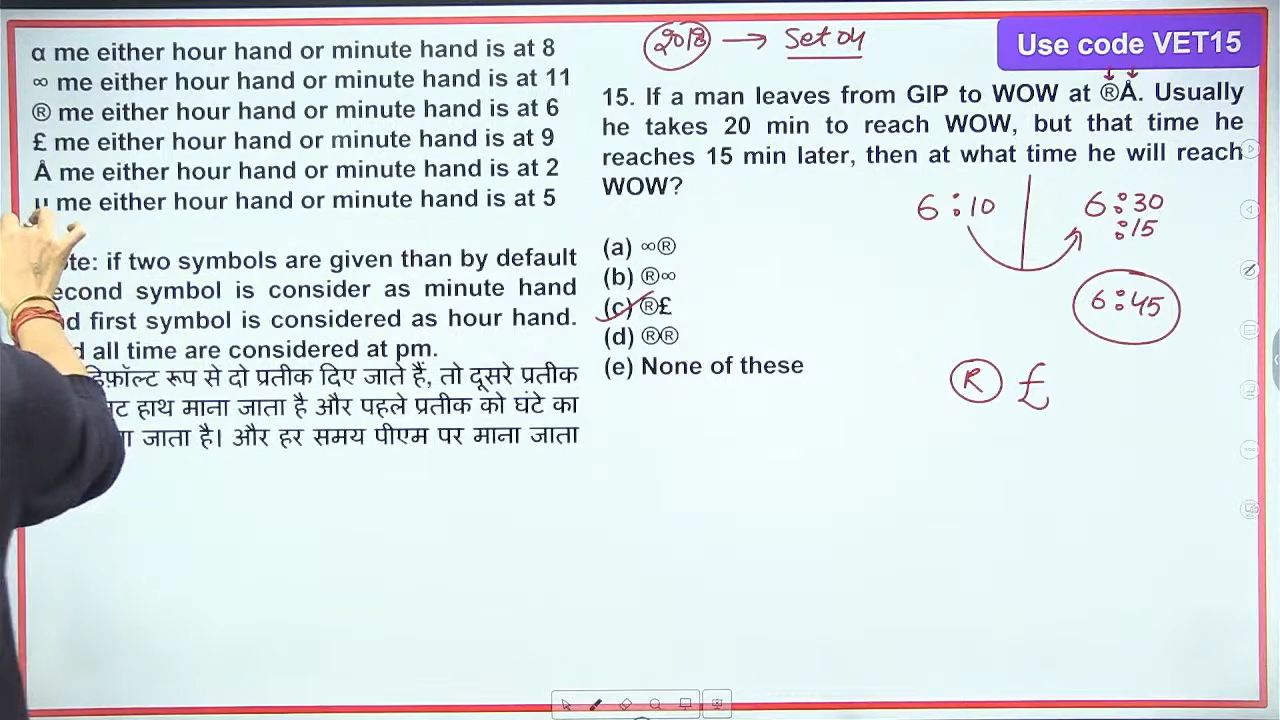 α me either hour hand or minute hand is at 8
∞ me either hour hand or minute hand is at 11
® me either hour hand or minute hand is at 6
£ me either hour hand or minute hand is at 9
Å me either hour hand or minute hand is at 2
me either hour hand or minute hand is at 5
if two symbols are given than by default
symbol is consider as minute hand
first symbol is considered as hour hand.
all time are considered at pm.
रूप से दो प्रतीक दिए जाते हैं, तो दूसरे प्रतीक
हाथ माना जाता है और पहले प्रतीक को घंटे का
जाता है। और हर समय पीएम पर माना जाता
2018 → Set 04
Use code VET15
15. If a man leaves from GIP to WOW at ®Å. Usually
he takes 20 min to reach WOW, but that time he
reaches 15 min later, then at what time he will reach
WOW?
(a) ∞®
(b) ®∞
(c) ®£
(d) ®®
(e) None of these
6:10
6:30
:15
6:45
® £